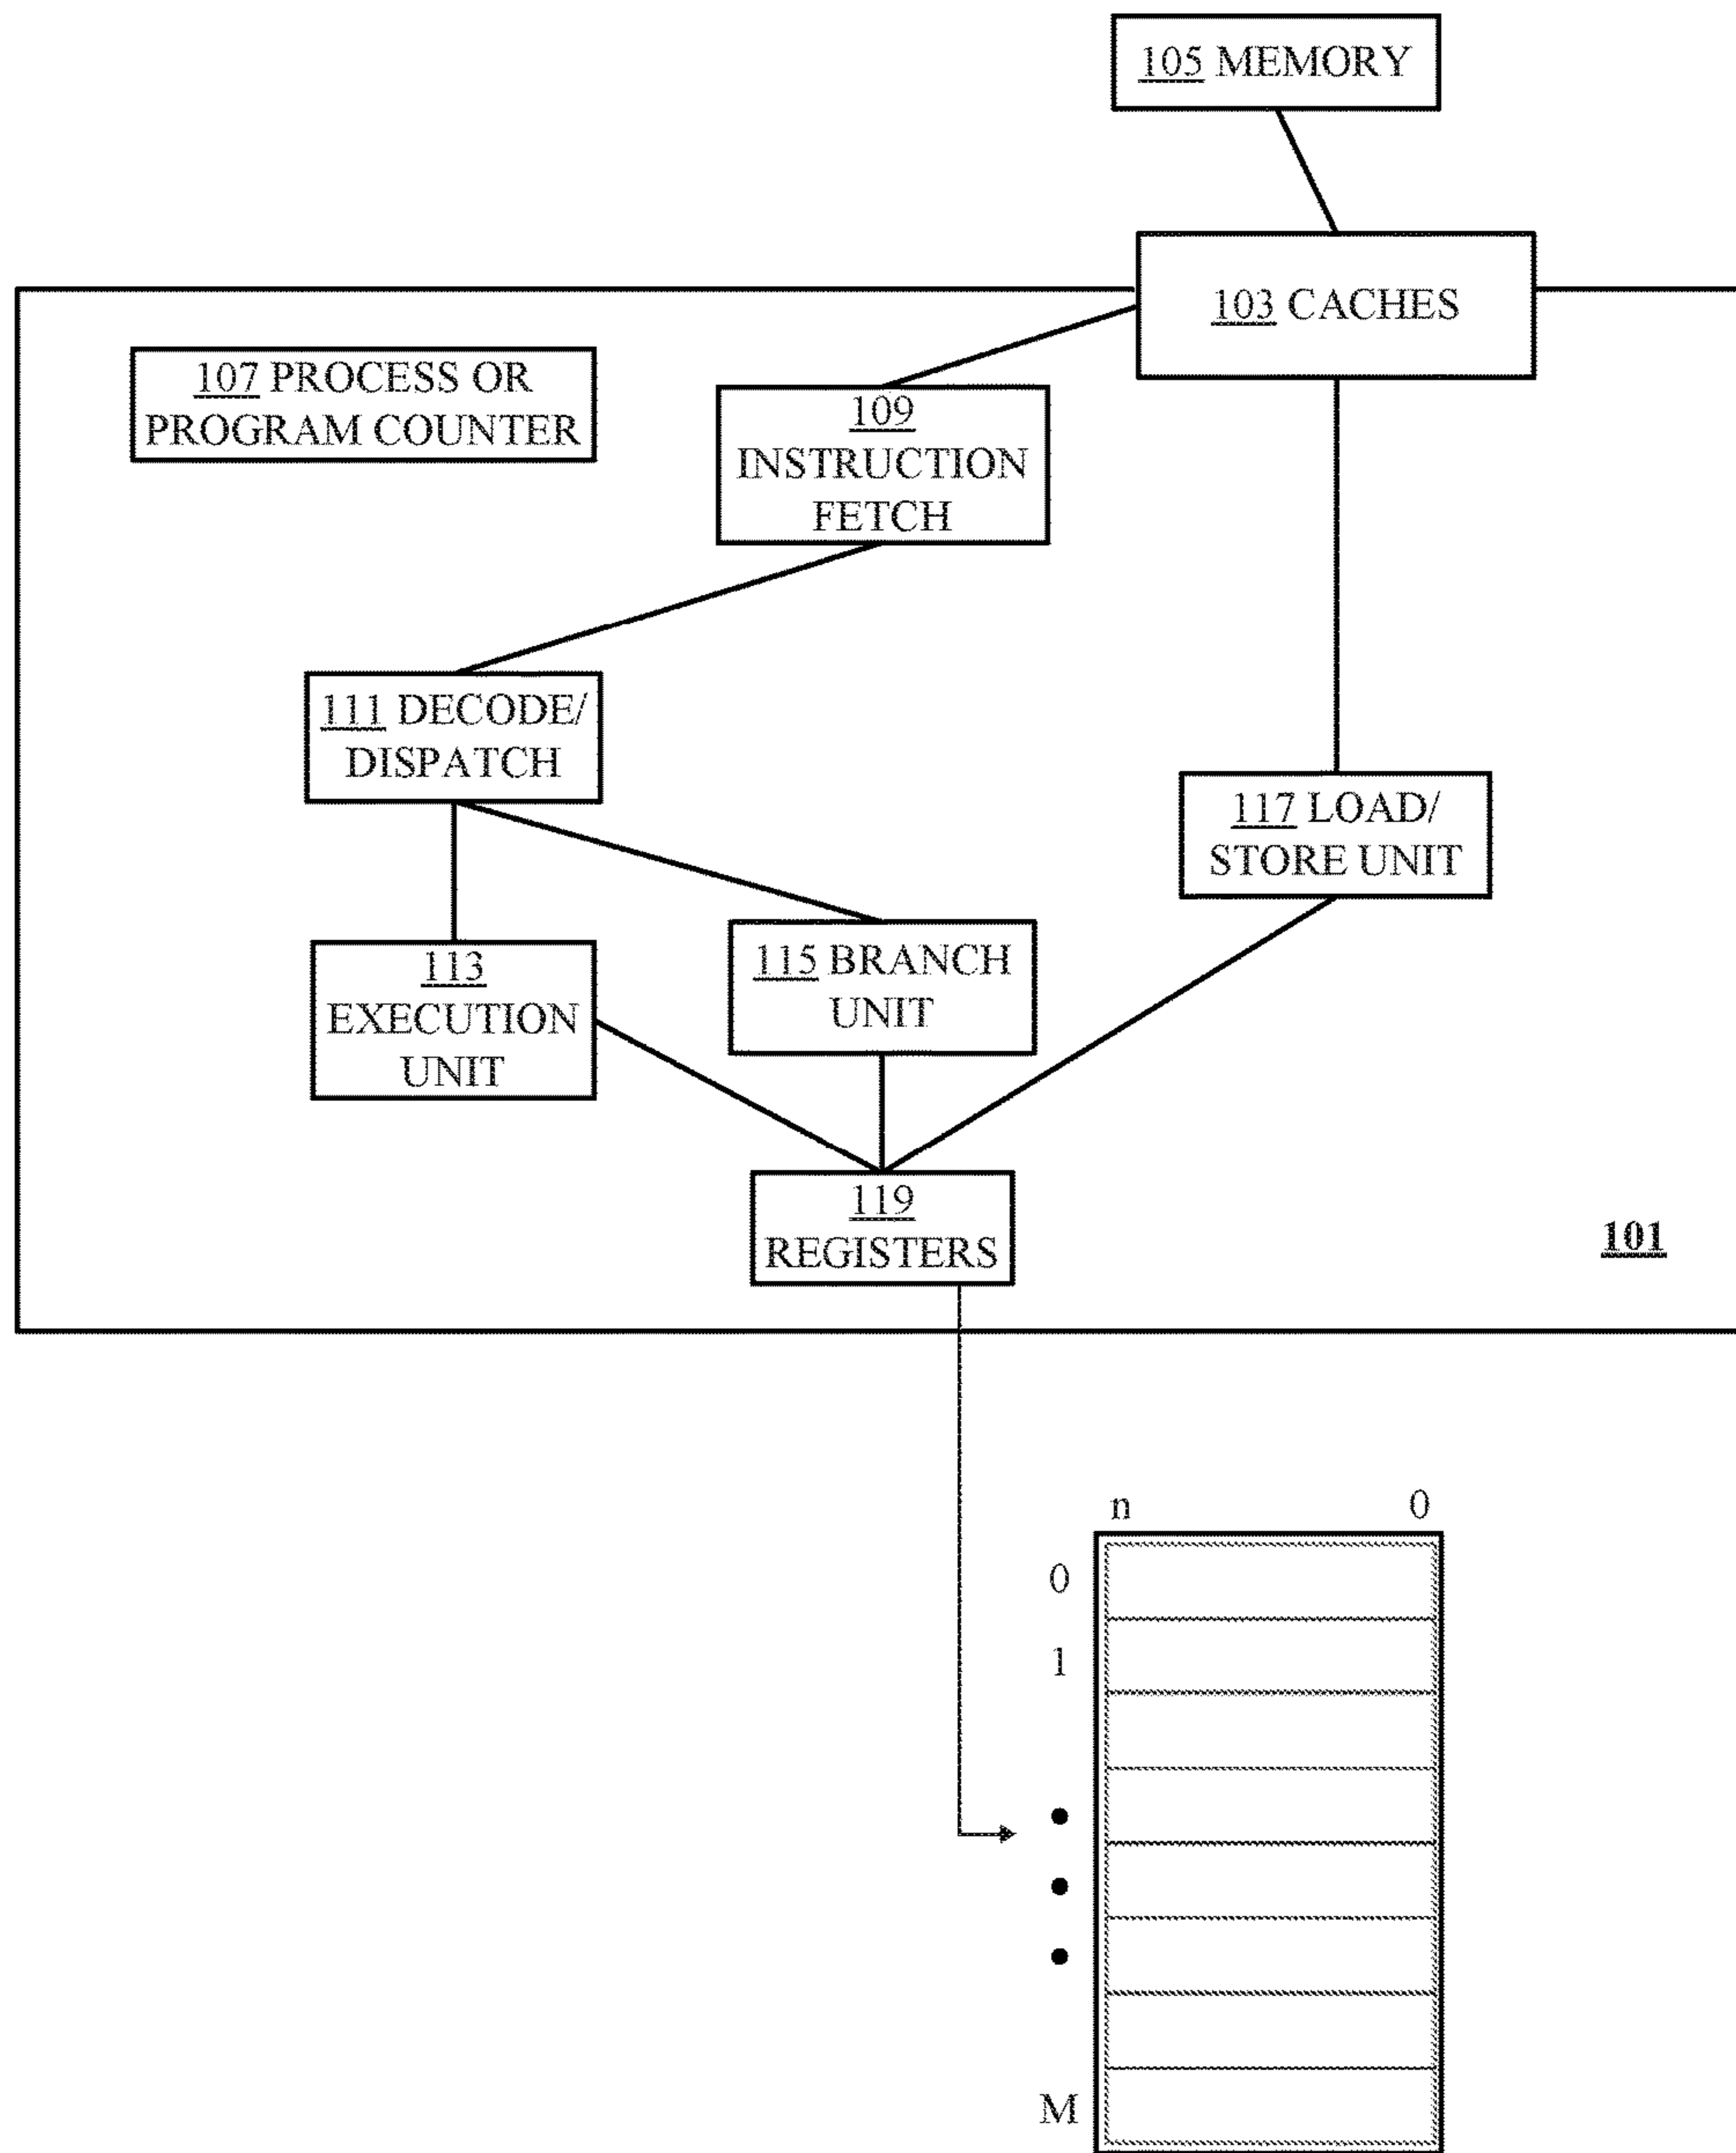 105 MEMORY
103 CACHES
107 PROCESS OR
PROGRAM COUNTER
109
INSTRUCTION
FETCH
111 DECODE/
DISPATCH
117 LOAD/
STORE UNIT
113
EXECUTION
UNIT
115 BRANCH
UNIT
119
REGISTERS
101
n 0
0
1
M